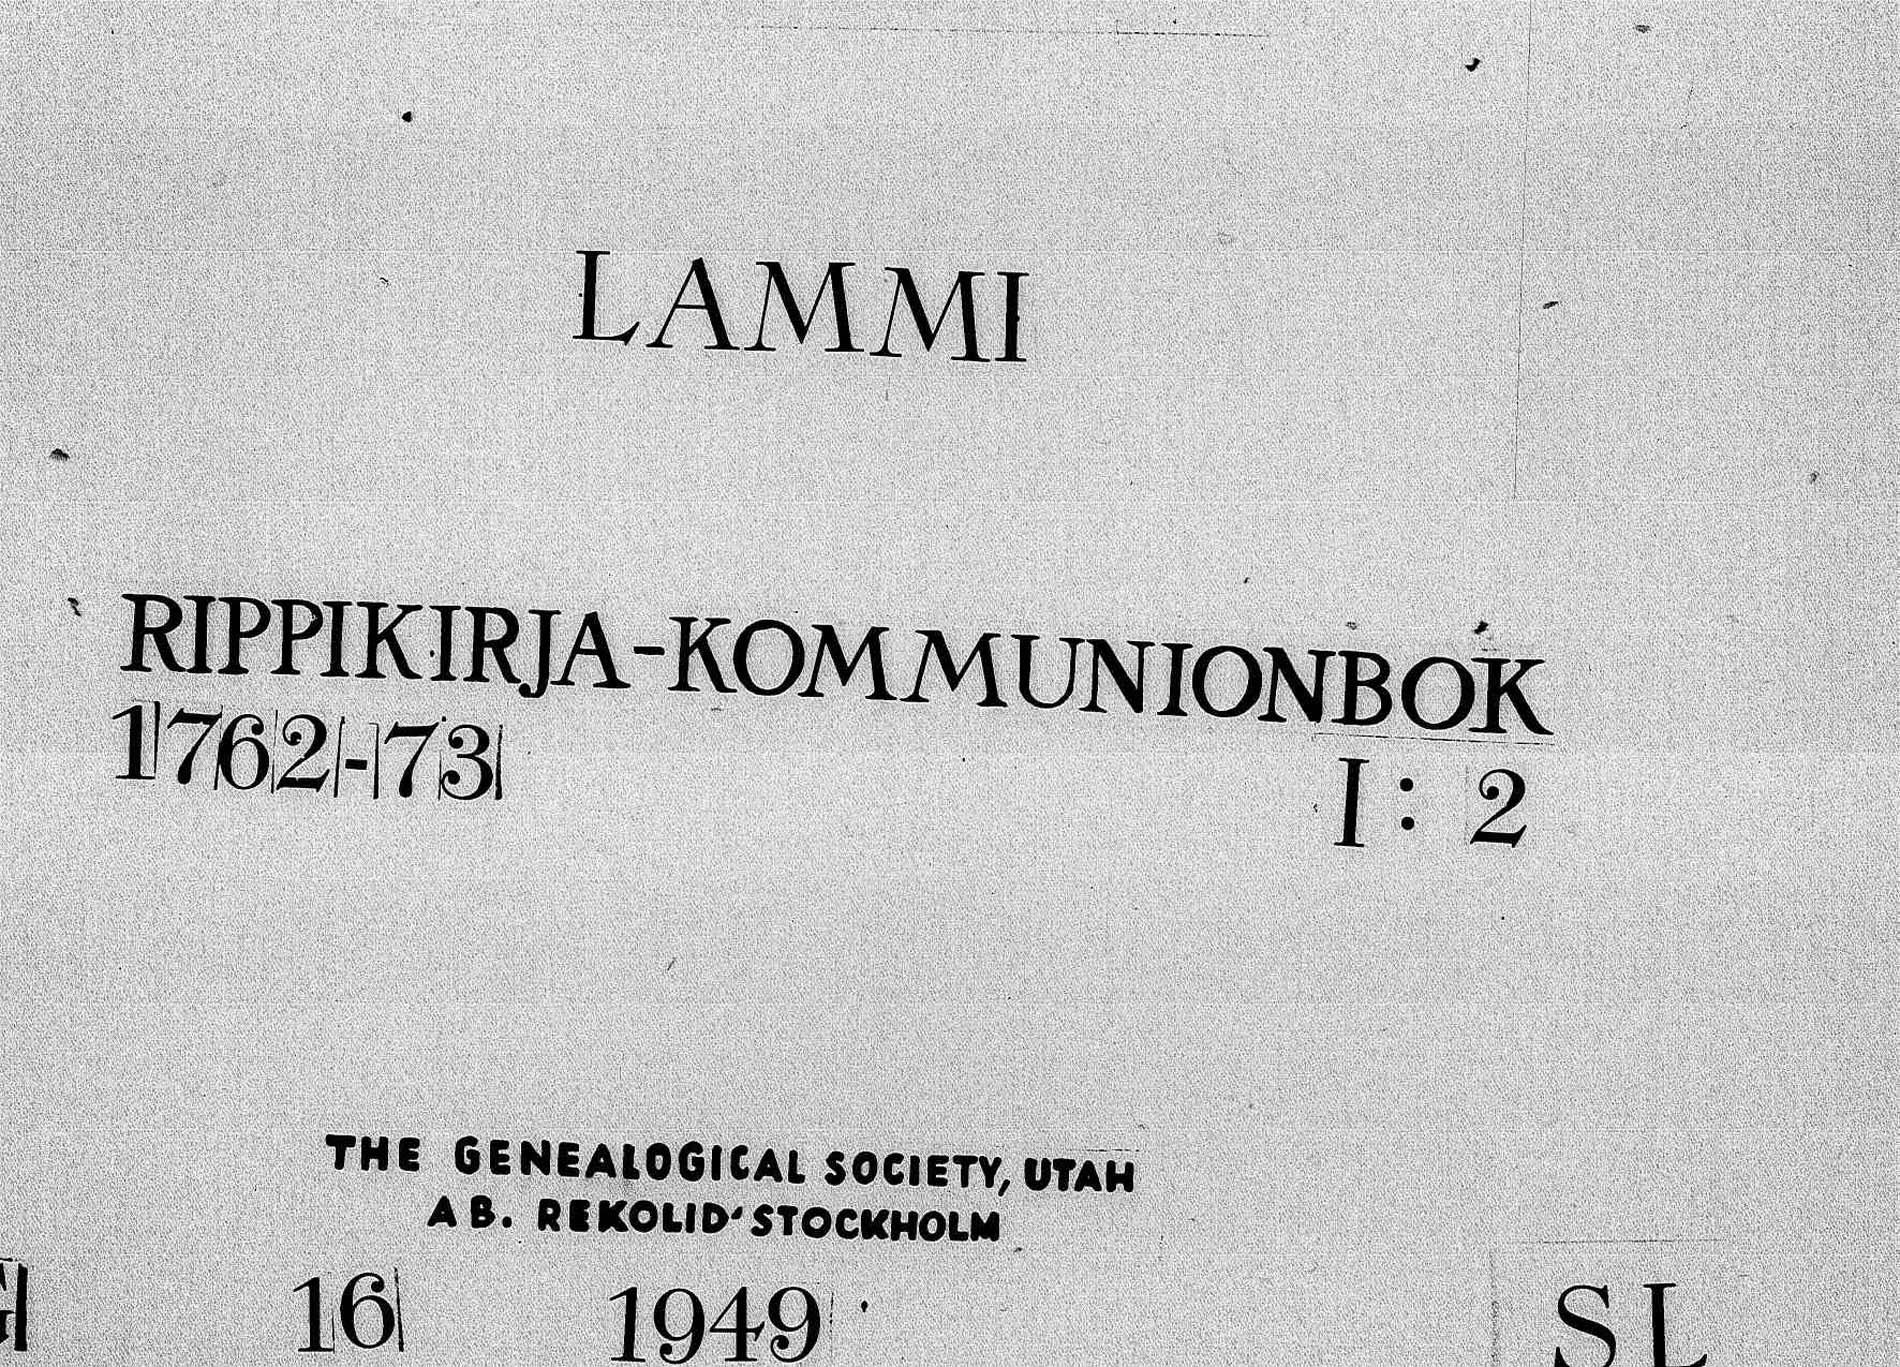 LAMMI
RIPPIKIRJA-KOMMUNIONBOK
1762-73 I: 2
THE GENEALOGICAL SOCIETY, UTAH
AB. REKOLID-STOCKHOLM
16 1949 SL